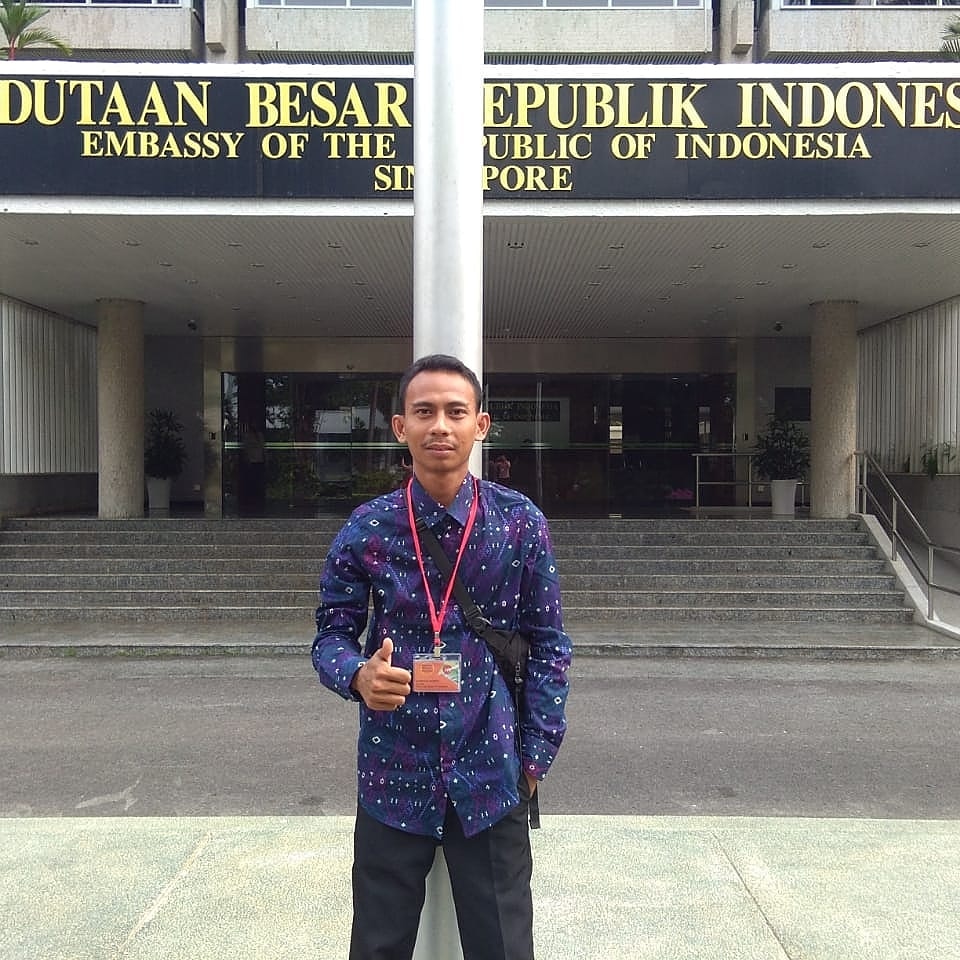 DUTAAN BESAR EPUBLIK INDONES
EMBASSY OF THE PUBLIC OF INDONESIA
SIN PORE